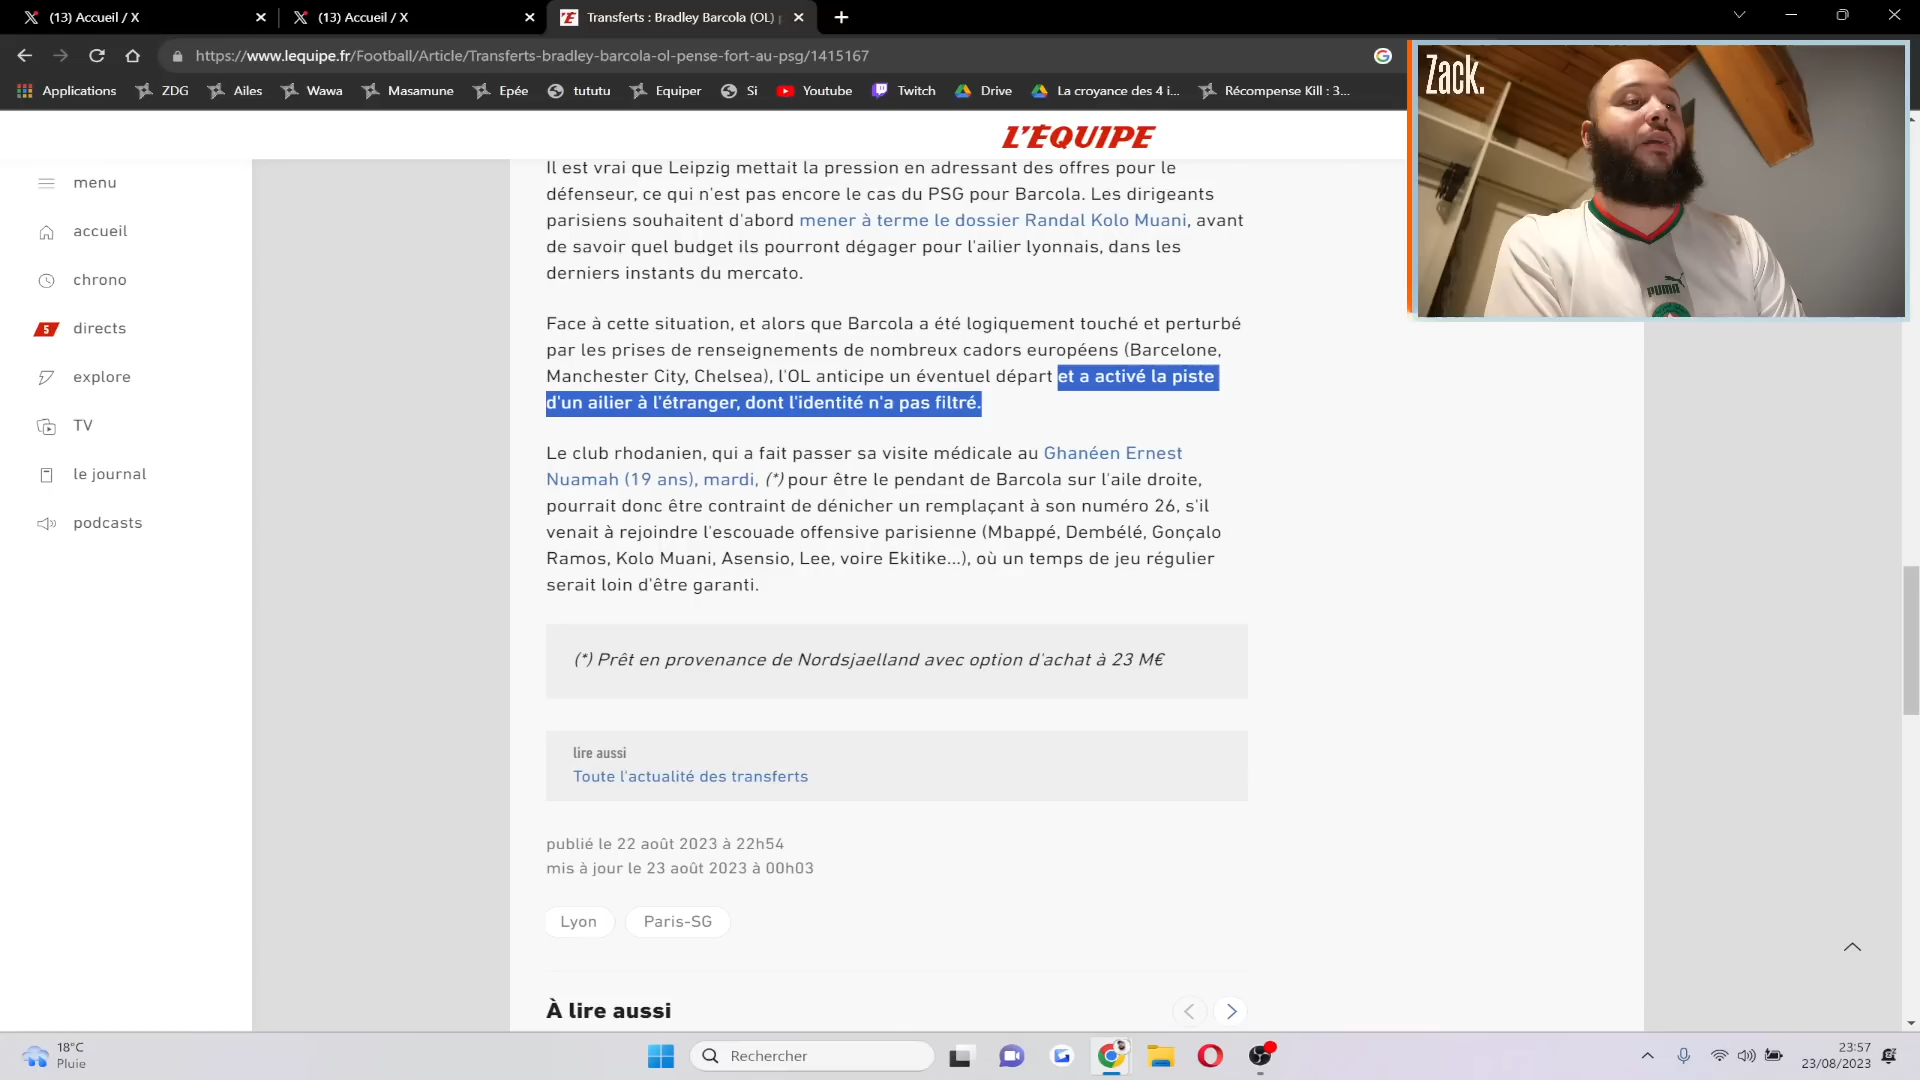 (13) Accueil / X
(13) Accueil / X
Transferts : Bradley Barcola (OL)
https://www.lequipe.fr/Football/Article/Transferts-bradley-barcola-ol-pense-fort-au-psg/1415167
Applications ZDG Ailes Wawa Masamune Epée tututu Equiper Si Youtube Twitch Drive La croyance des 4 i... Récompense Kill : 3...
Zack.
PUMA
L'ÉQUIPE
menu
accueil
chrono
5 directs
explore
TV
le journal
podcasts
Il est vrai que Leipzig mettait la pression en adressant des offres pour le
défenseur, ce qui n'est pas encore le cas du PSG pour Barcola. Les dirigeants
parisiens souhaitent d'abord mener à terme le dossier Randal Kolo Muani, avant
de savoir quel budget ils pourront dégager pour l'ailier lyonnais, dans les
derniers instants du mercato.
Face à cette situation, et alors que Barcola a été logiquement touché et perturbé
par les prises de renseignements de nombreux cadors européens (Barcelone,
Manchester City, Chelsea), l'OL anticipe un éventuel départ et a activé la piste
d'un ailier à l'étranger, dont l'identité n'a pas filtré.
Le club rhodanien, qui a fait passer sa visite médicale au Ghanéen Ernest
Nuamah (19 ans), mardi, (*) pour être le pendant de Barcola sur l'aile droite,
pourrait donc être contraint de dénicher un remplaçant à son numéro 26, s'il
venait à rejoindre l'escouade offensive parisienne (Mbappé, Dembélé, Gonçalo
Ramos, Kolo Muani, Asensio, Lee, voire Ekitike...), où un temps de jeu régulier
serait loin d'être garanti.
(*) Prêt en provenance de Nordsjaelland avec option d'achat à 23 M€
lire aussi
Toute l'actualité des transferts
publié le 22 août 2023 à 22h54
mis à jour le 23 août 2023 à 00h03
Lyon Paris-SG
À lire aussi
18°C
Pluie
Rechercher
23:57
23/08/2023